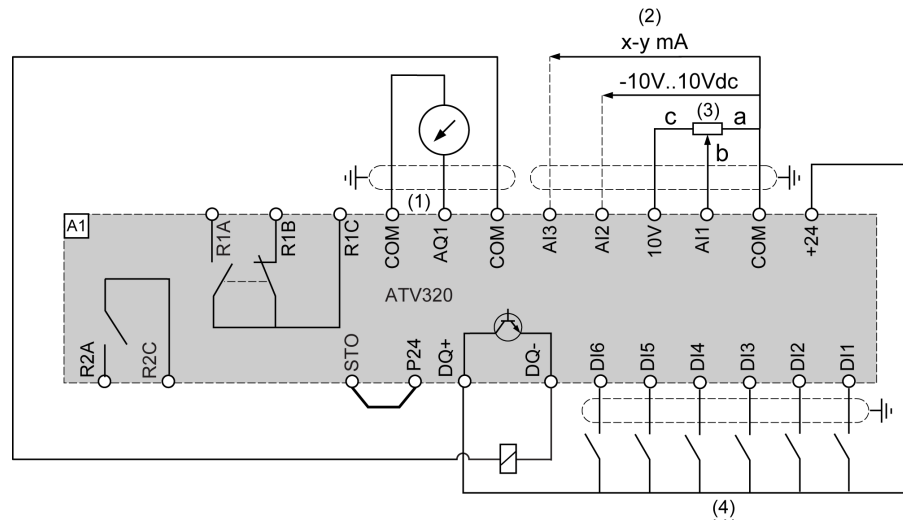 (2)
x-y mA
-10V..10Vdc
(3)
c
a
b
(1)
A1
R1A
R1B
R1C
COM
AQ1
COM
AI3
AI2
10V
AI1
COM
+24
ATV320
R2A
R2C
STO
P24
DQ+
DQ-
DI6
DI5
DI4
DI3
DI2
DI1
(4)